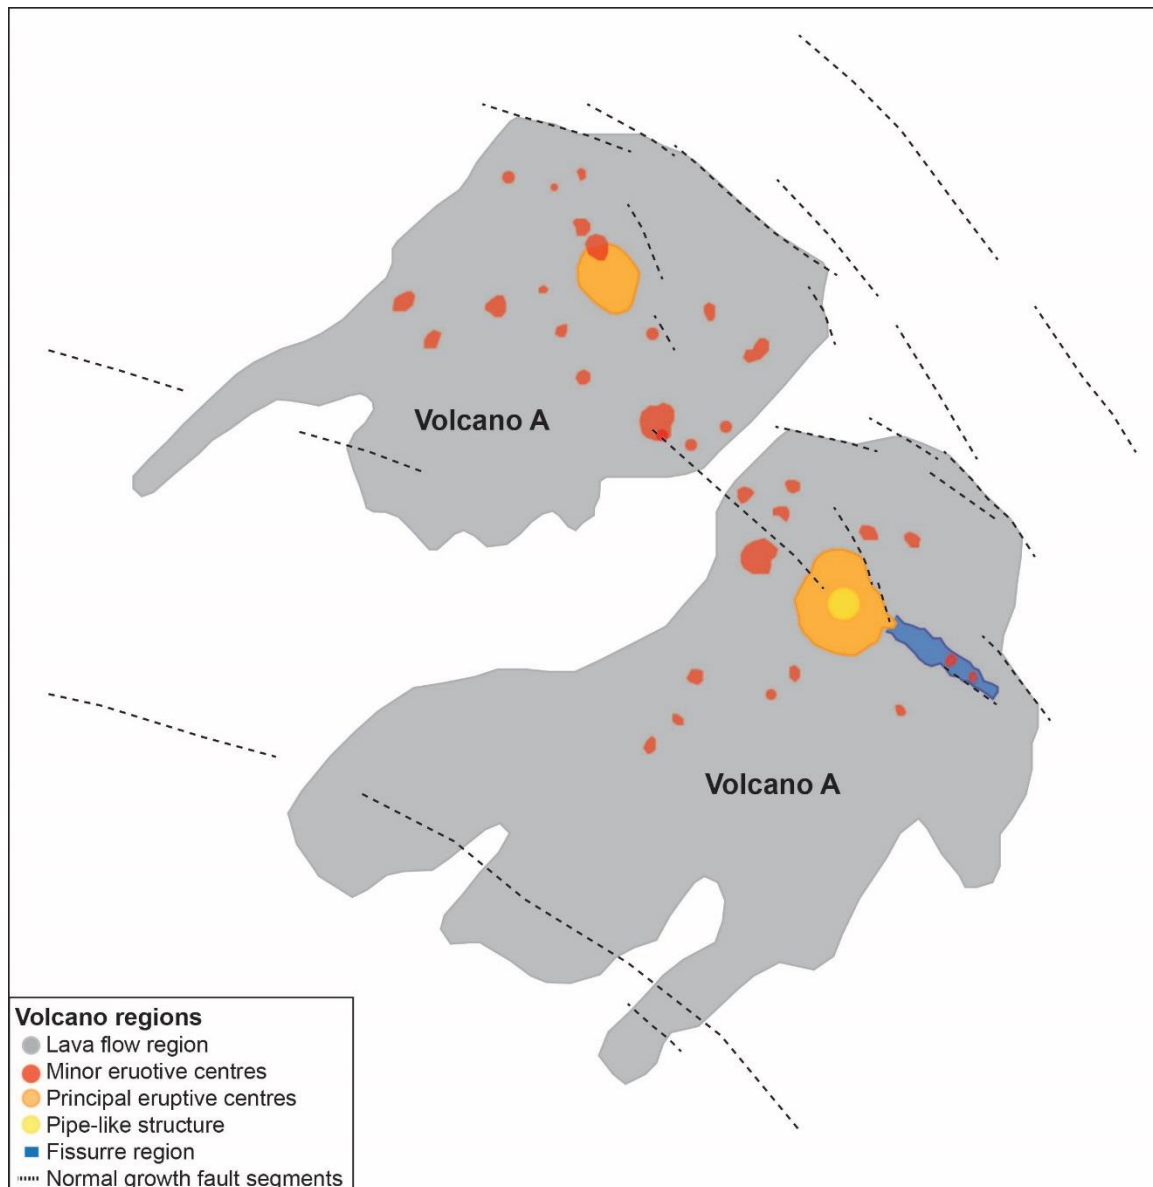 Volcano A
Volcano A
Volcano regions
Lava flow region
Minor eruotive centres
Principal eruptive centres
Pipe-like structure
Fissurre region
Normal growth fault segments